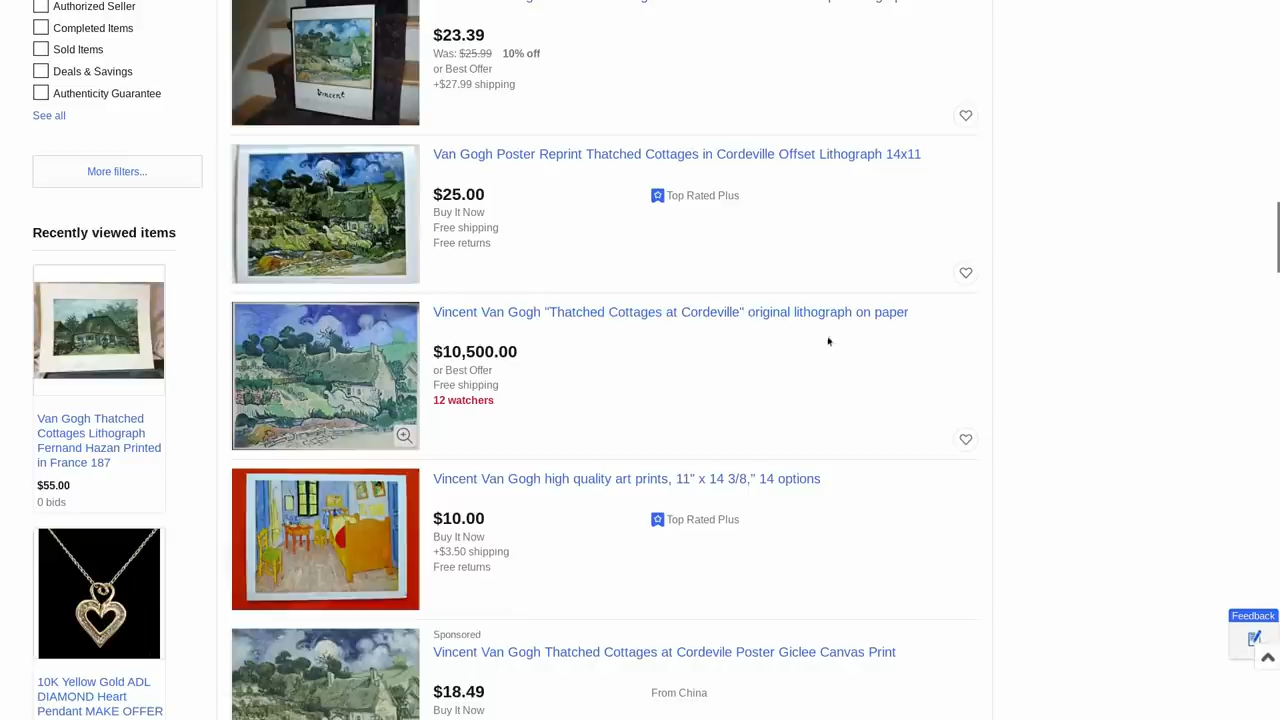 Authorized Seller
Completed Items
Sold Items
Deals & Savings
Authenticity Guarantee
See all
More filters...
Recently viewed items
Van Gogh Thatched
Cottages Lithograph
Fernand Hazan Printed
in France 187
$55.00
0 bids
10K Yellow Gold ADL
DIAMOND Heart
Pendant MAKE OFFER
Vincent
$23.39
Was: $25.99 10% off
or Best Offer
+$27.99 shipping
Van Gogh Poster Reprint Thatched Cottages in Cordeville Offset Lithograph 14x11
$25.00
Top Rated Plus
Buy It Now
Free shipping
Free returns
Vincent Van Gogh "Thatched Cottages at Cordeville" original lithograph on paper
$10,500.00
or Best Offer
Free shipping
12 watchers
Vincent Van Gogh high quality art prints, 11" x 14 3/8," 14 options
$10.00
Top Rated Plus
Buy It Now
+$3.50 shipping
Free returns
Sponsored
Vincent Van Gogh Thatched Cottages at Cordevile Poster Giclee Canvas Print
$18.49
From China
Buy It Now
Feedback